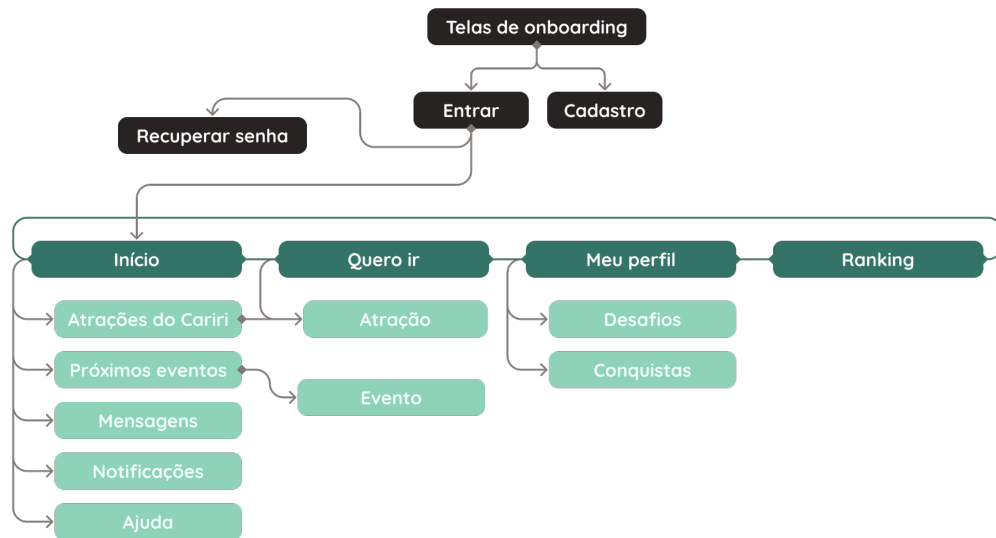 Telas de onboarding
Entrar
Cadastro
Recuperar senha
Início
Quero ir
Meu perfil
Ranking
Atrações do Cariri
Atração
Desafios
Próximos eventos
Conquistas
Evento
Mensagens
Notificações
Ajuda